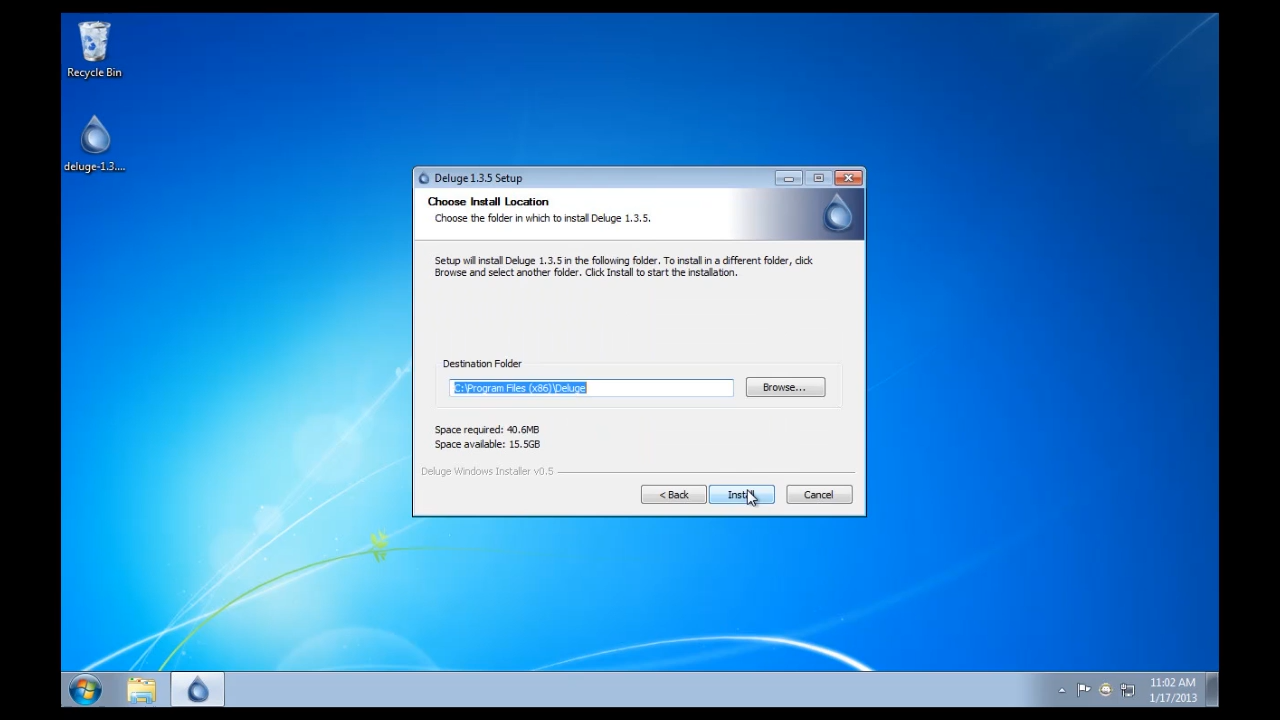 Recycle Bin
deluge-1.3....
Deluge 1.3.5 Setup
Choose Install Location
Choose the folder in which to install Deluge 1.3.5.
Setup will install Deluge 1.3.5 in the following folder. To install in a different folder, click
Browse and select another folder. Click Install to start the installation.
Destination Folder
C:\Program Files (x86)\Deluge
Browse...
Space required: 40.6MB
Space available: 15.5GB
Deluge Windows Installer v0.5
< Back
Install
Cancel
11:02 AM
1/17/2013